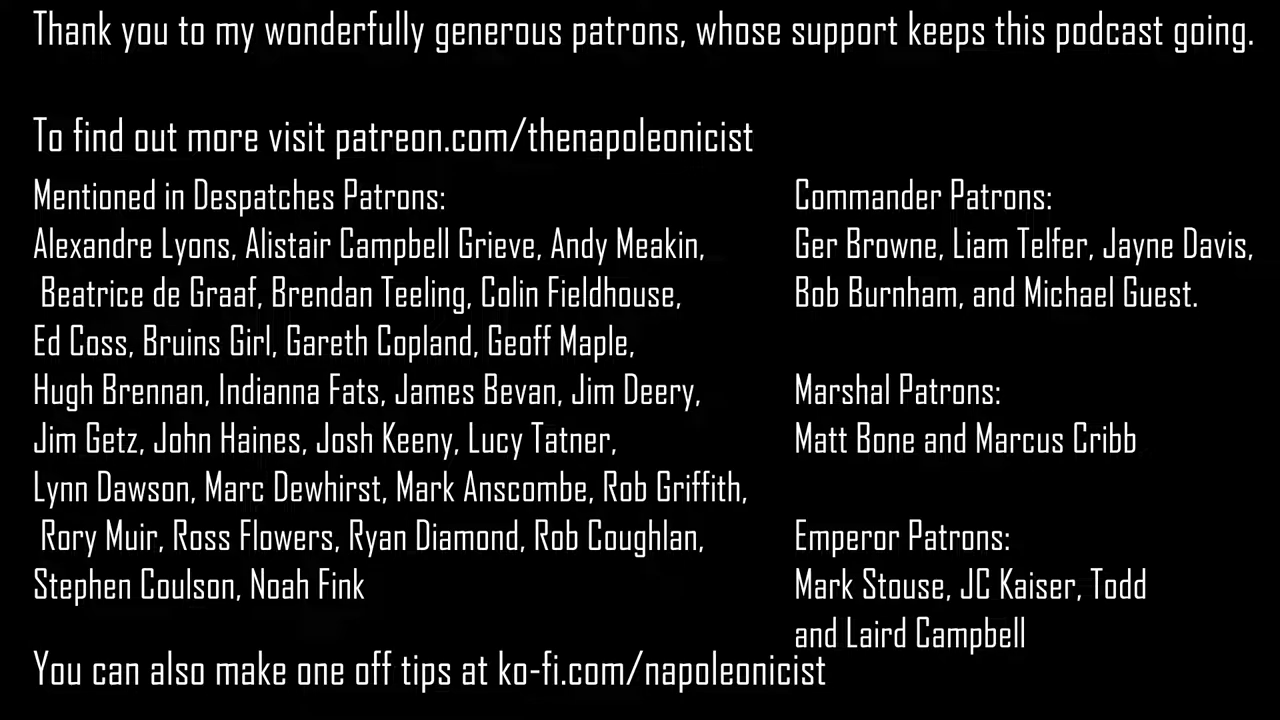 Thank you to my wonderfully generous patrons, whose support keeps this podcast going.
To find out more visit patreon.com/thenapoleonicist
Mentioned in Despatches Patrons:
Alexandre Lyons, Alistair Campbell Grieve, Andy Meakin,
Beatrice de Graaf, Brendan Teeling, Colin Fieldhouse,
Ed Coss, Bruins Girl, Gareth Copland, Geoff Maple,
Hugh Brennan, Indianna Fats, James Bevan, Jim Deery,
Jim Getz, John Haines, Josh Keeny, Lucy Tatner,
Lynn Dawson, Marc Dewhirst, Mark Anscombe, Rob Griffith,
Rory Muir, Ross Flowers, Ryan Diamond, Rob Coughlan,
Stephen Coulson, Noah Fink
Commander Patrons:
Ger Browne, Liam Telfer, Jayne Davis,
Bob Burnham, and Michael Guest.
Marshal Patrons:
Matt Bone and Marcus Cribb
Emperor Patrons:
Mark Stouse, JC Kaiser, Todd
and Laird Campbell
You can also make one off tips at ko-fi.com/napoleonicist